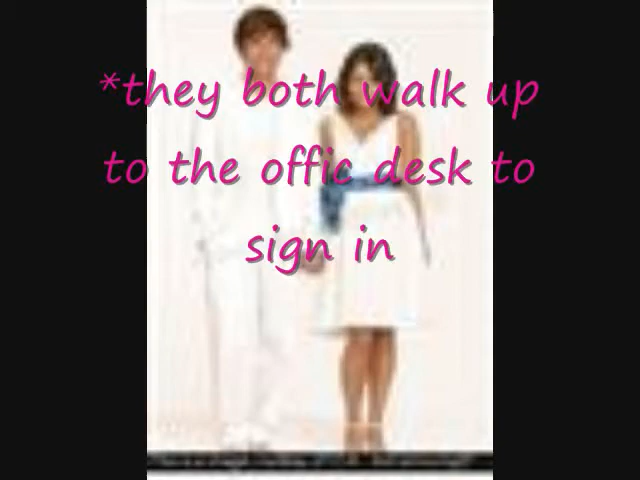 *they both walk up
to the offic desk to
sign in